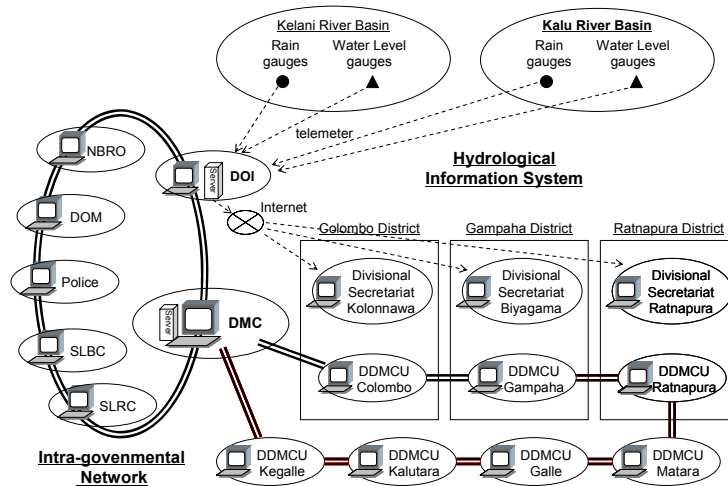 Kelani River Basin
Rain
gauges
Water Level
gauges
Kalu River Basin
Rain
gauges
Water Level
gauges
telemeter
Hydrological
Information System
NBRO
DOI
Server
DOM
Internet
Colombo District
Gampaha District
Ratnapura District
Police
Divisional
Secretariat
Kolonnawa
Divisional
Secretariat
Biyagama
Divisional
Secretariat
Ratnapura
Server
DMC
SLBC
DDMCU
Colombo
DDMCU
Gampaha
DDMCU
Ratnapura
SLRC
Intra-govenmental
Network
DDMCU
Kegalle
DDMCU
Kalutara
DDMCU
Galle
DDMCU
Matara